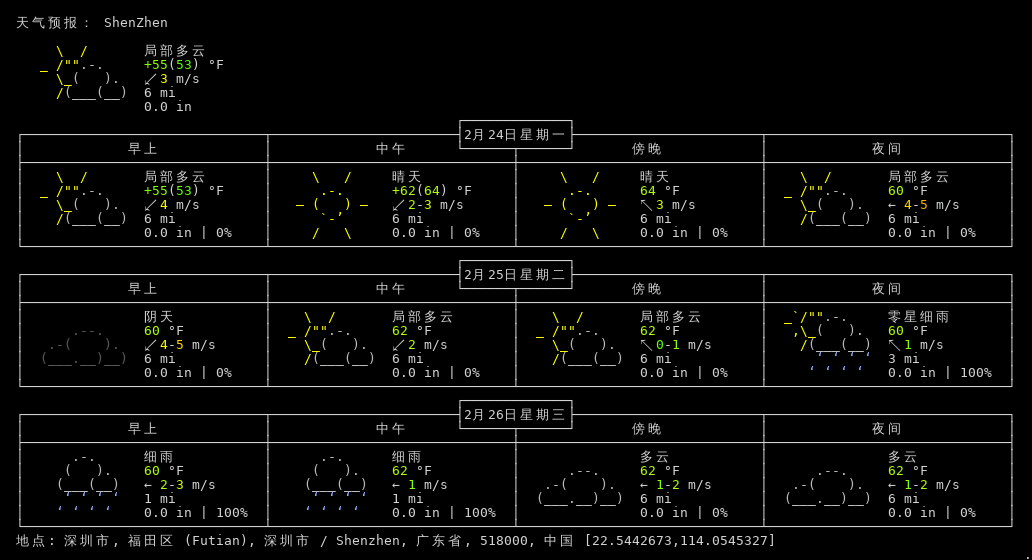 天气预报： ShenZhen
局部多云
+55(53) °F
↙3 m/s
6 mi
0.0 in
2月24日星期一
早上 中午 傍晚 夜间
局部多云 晴天 晴天 局部多云
+55(53) °F +62(64) °F 64 °F 60 °F
↙4 m/s ↙2-3 m/s ↖3 m/s ← 4-5 m/s
6 mi 6 mi 6 mi 6 mi
0.0 in | 0% 0.0 in | 0% 0.0 in | 0% 0.0 in | 0%
2月25日星期二
早上 中午 傍晚 夜间
阴天 局部多云 局部多云 零星细雨
60 °F 62 °F 62 °F 60 °F
↙4-5 m/s ↙2 m/s ↖0-1 m/s ↖1 m/s
6 mi 6 mi 6 mi 3 mi
0.0 in | 0% 0.0 in | 0% 0.0 in | 0% 0.0 in | 100%
2月26日星期三
早上 中午 傍晚 夜间
细雨 细雨 多云 多云
60 °F 62 °F 62 °F 62 °F
← 2-3 m/s ← 1 m/s ← 1-2 m/s ← 1-2 m/s
1 mi 1 mi 6 mi 6 mi
0.0 in | 100% 0.0 in | 100% 0.0 in | 0% 0.0 in | 0%
地点: 深圳市, 福田区 (Futian), 深圳市 / Shenzhen, 广东省, 518000, 中国 [22.5442673,114.0545327]